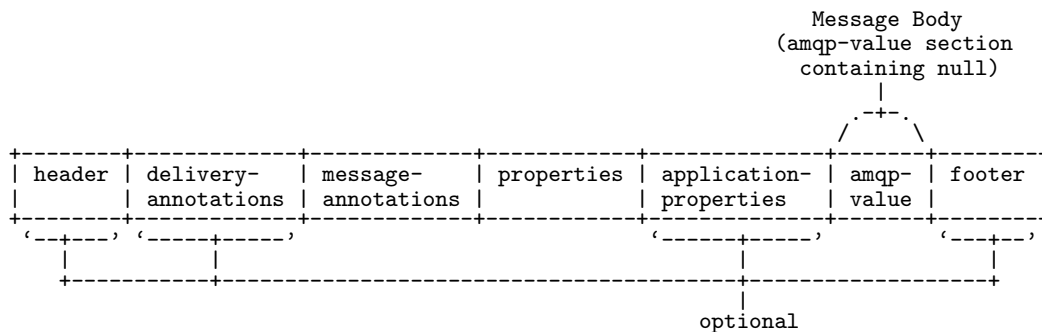 Message Body
(amqp-value section
containing null)
header | delivery- | message- | properties | application- | amqp- | footer
annotations | annotations | properties | value
optional